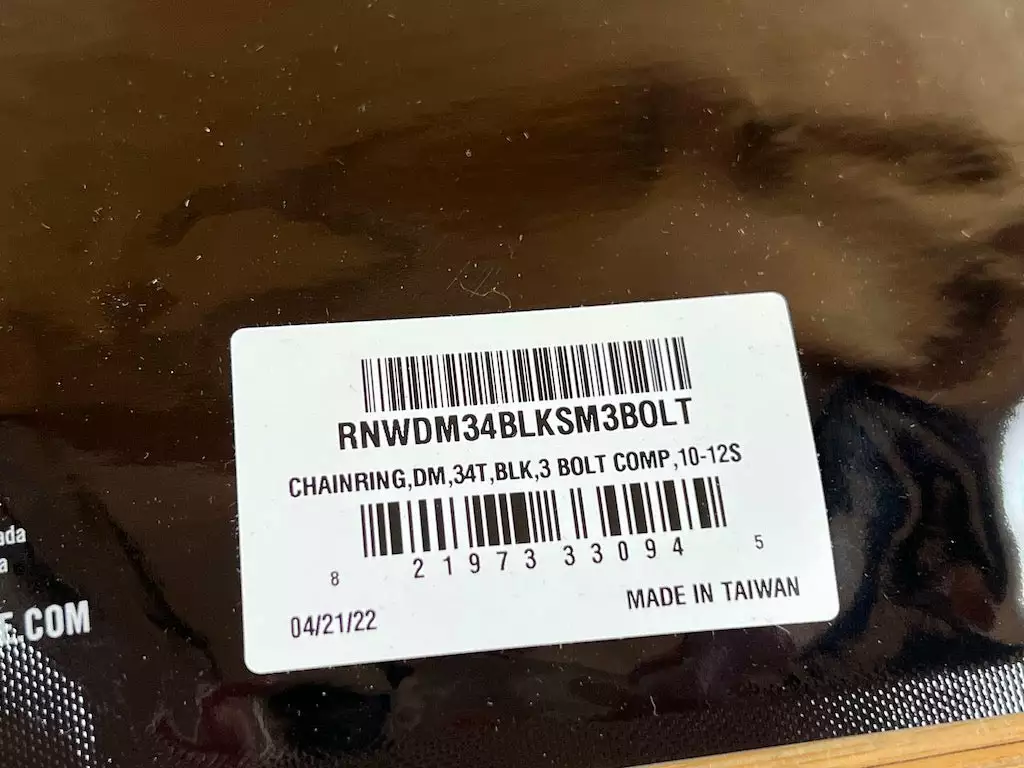 RNWDM34BLKSM3BOLT
CHAINRING,DM,34T,BLK,3 BOLT COMP,10-12S
8 21973 33094 5
04/21/22
MADE IN TAIWAN
ada
a
E.COM